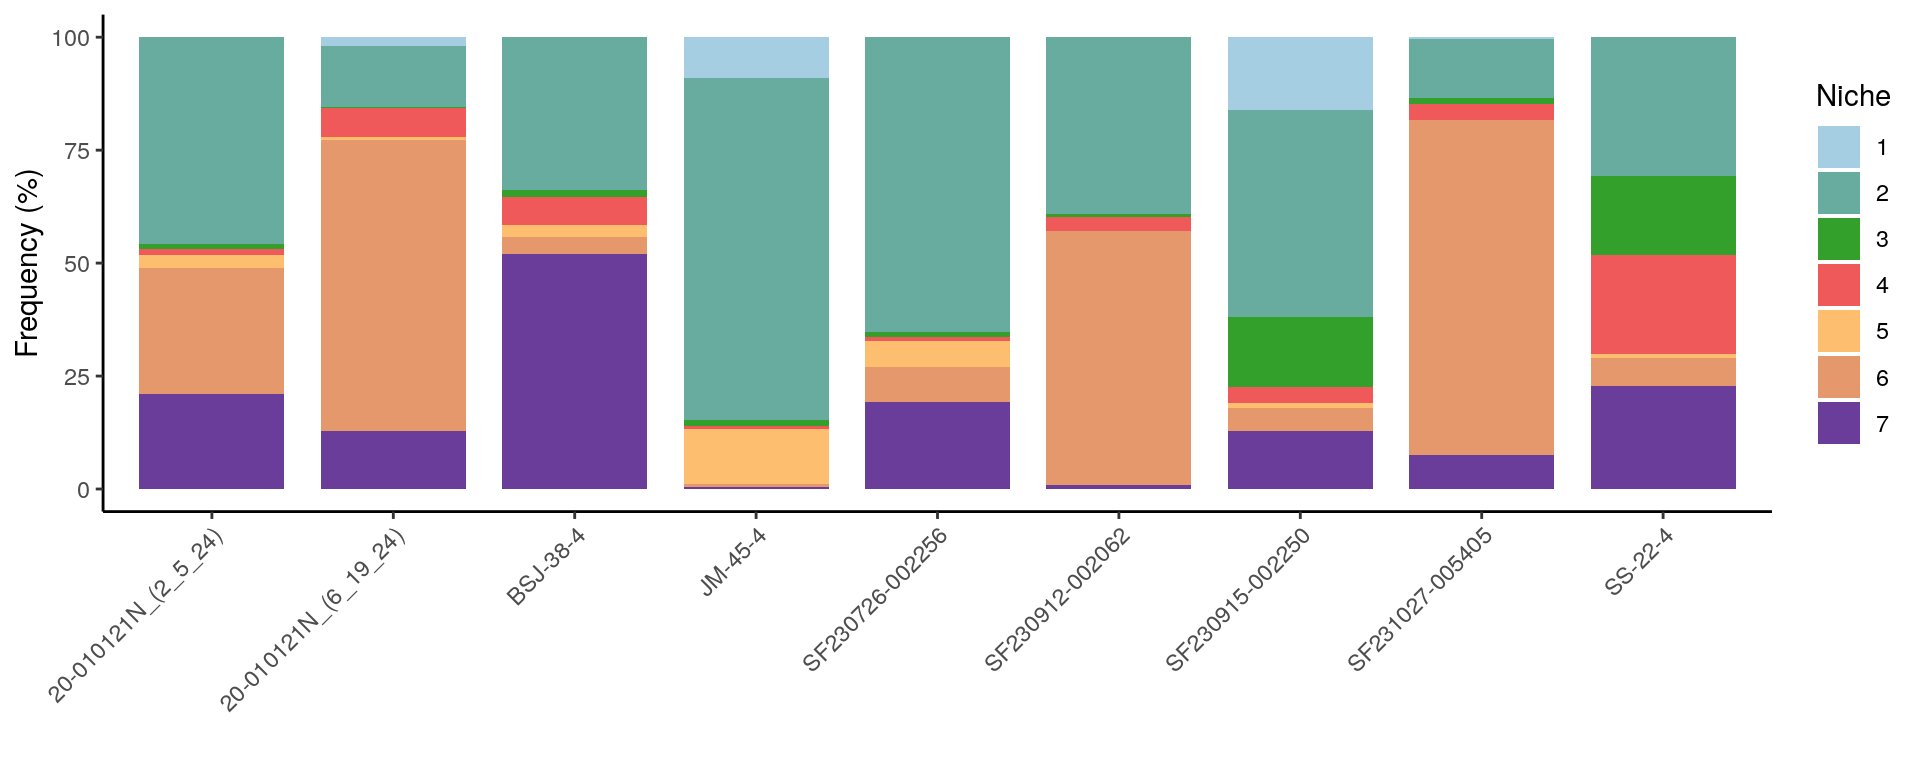 Frequency (%)
100
75
50
25
0
20-010121N_(2_5_24)
20-010121N_(6_19_24)
BSJ-38-4
JM-45-4
SF230726-002256
SF230912-002062
SF230915-002250
SF231027-005405
SS-22-4
Niche
1
2
3
4
5
6
7